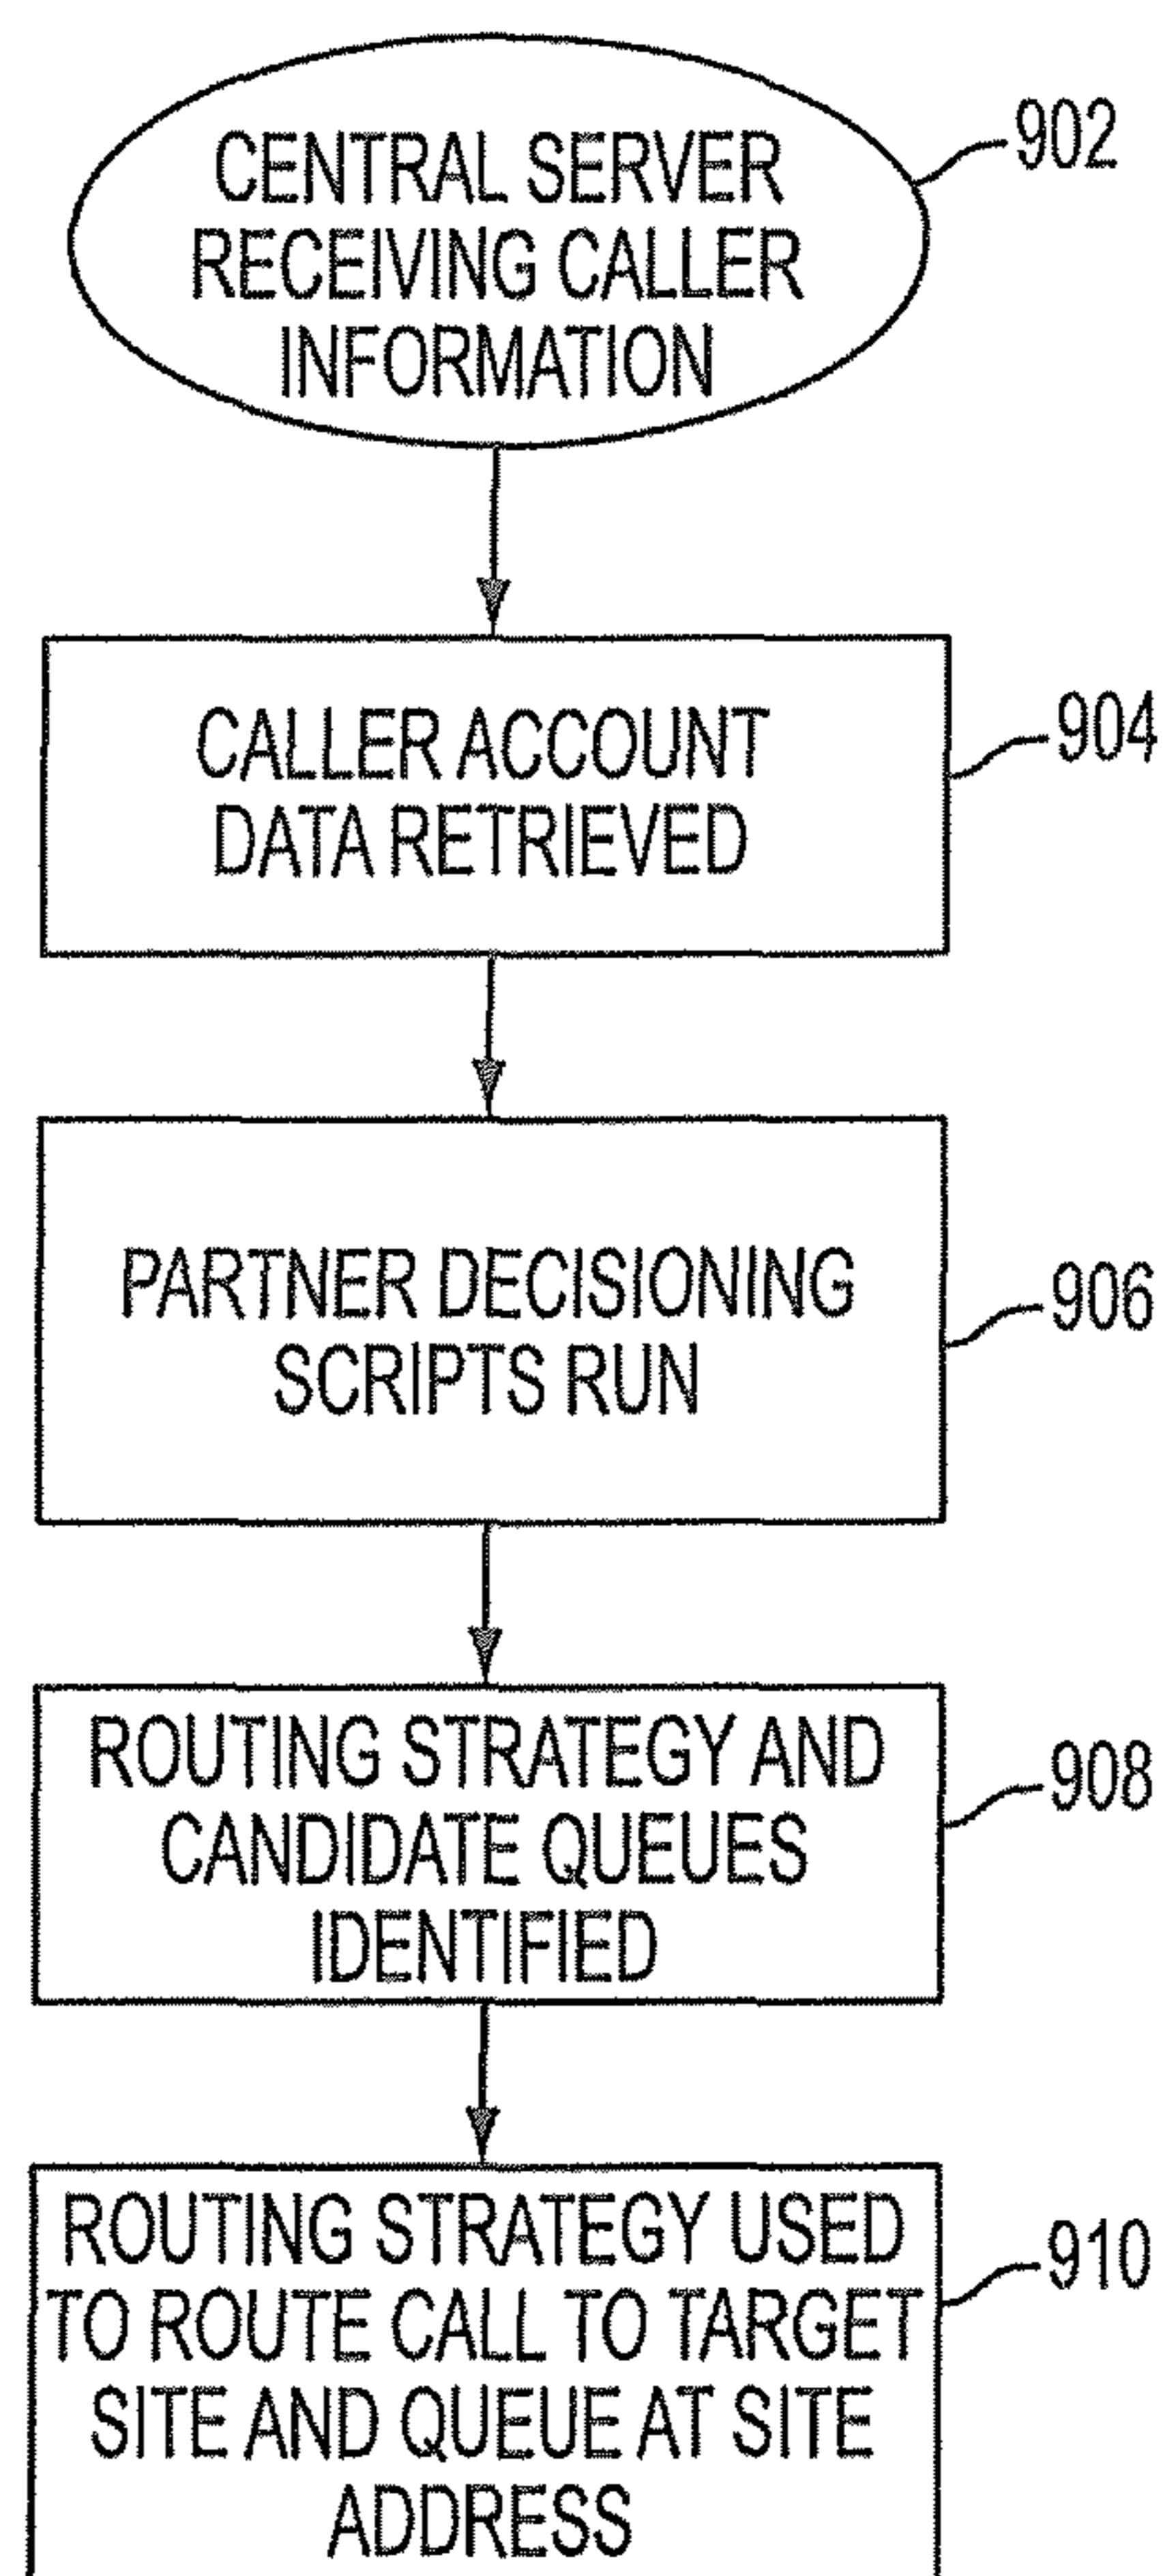 CENTRAL SERVER
RECEIVING CALLER
INFORMATION
902
CALLER ACCOUNT
DATA RETRIEVED
904
PARTNER DECISIONING
SCRIPTS RUN
906
ROUTING STRATEGY AND
CANDIDATE QUEUES
IDENTIFIED
908
ROUTING STRATEGY USED
TO ROUTE CALL TO TARGET
SITE AND QUEUE AT SITE
ADDRESS
910